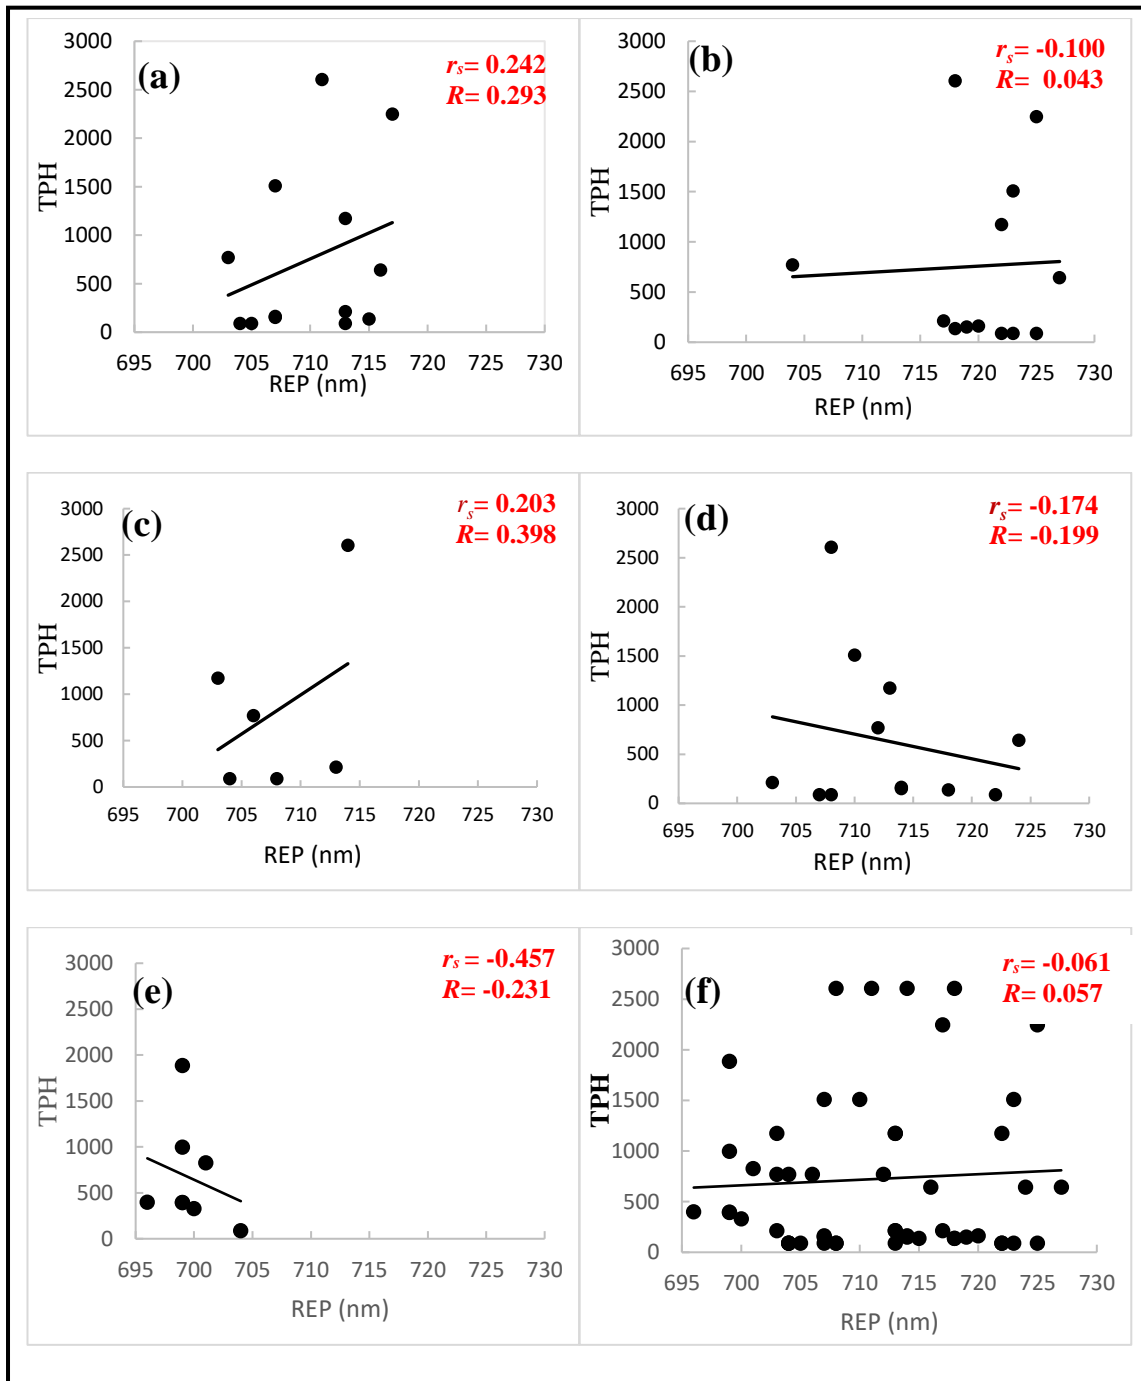 (a)
rs= 0.242
R= 0.293
TPH
3000
2500
2000
1500
1000
500
0
695 700 705 710 715 720 725 730
REP (nm)
(b)
rs= -0.100
R= 0.043
TPH
3000
2500
2000
1500
1000
500
0
695 700 704 710 715 720 725 730
REP (nm)
(c)
rs= 0.203
R= 0.398
TPH
3000
2500
2000
1500
1000
500
0
695 700 705 710 715 720 725 730
REP (nm)
(d)
rs= -0.174
R= -0.199
TPH
3000
2500
2000
1500
1000
500
0
695 700 705 710 715 720 725 730
REP (nm)
(e)
rs = -0.457
R= -0.231
TPH
3000
2500
2000
1500
1000
500
0
695 700 705 710 715 720 725 730
REP (nm)
(f)
rs= -0.061
R= 0.057
TPH
3000
2500
2000
1500
1000
500
0
695 700 705 710 715 720 725 730
REP (nm)